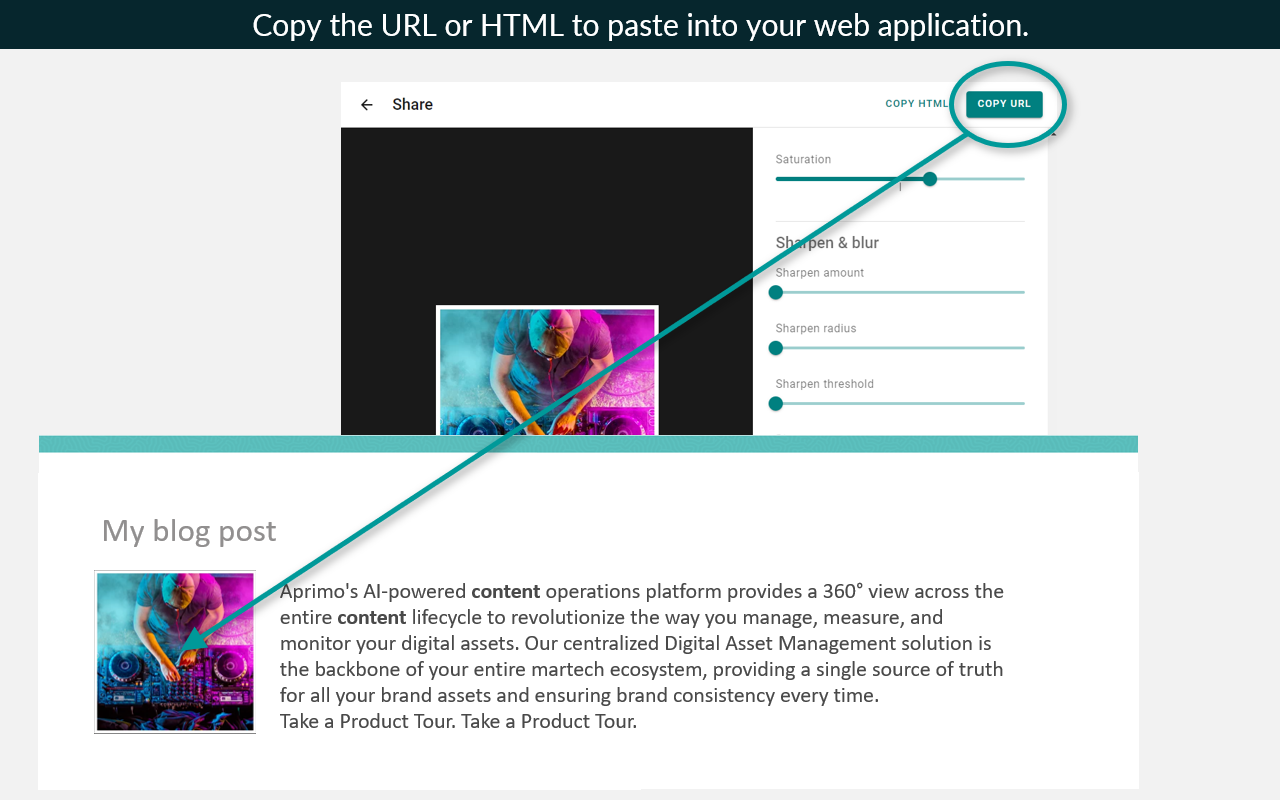 Copy the URL or HTML to paste into your web application.
Share
COPY HTML
COPY URL
Saturation
Sharpen & blur
Sharpen amount
Sharpen radius
Sharpen threshold
My blog post
Aprimo's AI-powered content operations platform provides a 360° view across the
entire content lifecycle to revolutionize the way you manage, measure, and
monitor your digital assets. Our centralized Digital Asset Management solution is
the backbone of your entire martech ecosystem, providing a single source of truth
for all your brand assets and ensuring brand consistency every time.
Take a Product Tour. Take a Product Tour.